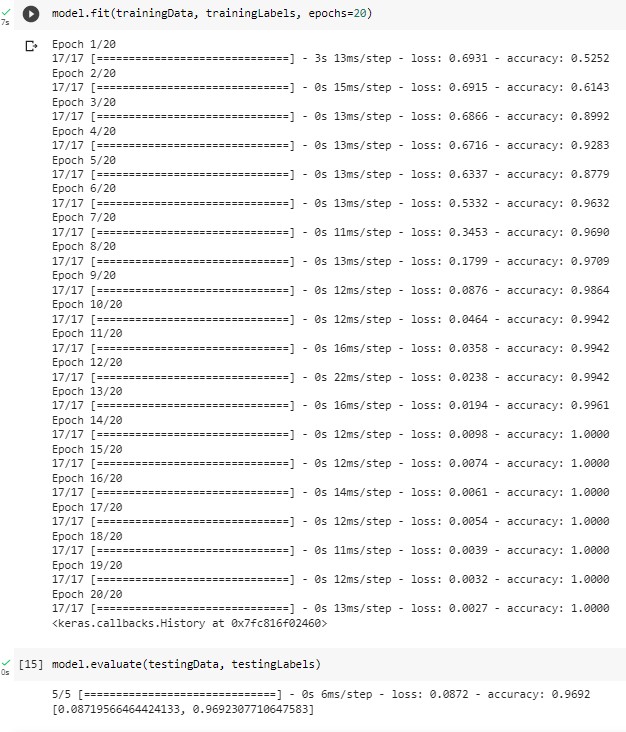 model.fit(trainingData, trainingLabels, epochs=20)
7s
Epoch 1/20
17/17 [==============================] - 3s 13ms/step - loss: 0.6931 - accuracy: 0.5252
Epoch 2/20
17/17 [==============================] - 0s 15ms/step - loss: 0.6915 - accuracy: 0.6143
Epoch 3/20
17/17 [==============================] - 0s 13ms/step - loss: 0.6866 - accuracy: 0.8992
Epoch 4/20
17/17 [==============================] - 0s 13ms/step - loss: 0.6716 - accuracy: 0.9283
Epoch 5/20
17/17 [==============================] - 0s 13ms/step - loss: 0.6337 - accuracy: 0.8779
Epoch 6/20
17/17 [==============================] - 0s 13ms/step - loss: 0.5332 - accuracy: 0.9632
Epoch 7/20
17/17 [==============================] - 0s 11ms/step - loss: 0.3453 - accuracy: 0.9690
Epoch 8/20
17/17 [==============================] - 0s 13ms/step - loss: 0.1799 - accuracy: 0.9709
Epoch 9/20
17/17 [==============================] - 0s 12ms/step - loss: 0.0876 - accuracy: 0.9864
Epoch 10/20
17/17 [==============================] - 0s 12ms/step - loss: 0.0464 - accuracy: 0.9942
Epoch 11/20
17/17 [==============================] - 0s 16ms/step - loss: 0.0358 - accuracy: 0.9942
Epoch 12/20
17/17 [==============================] - 0s 22ms/step - loss: 0.0238 - accuracy: 0.9942
Epoch 13/20
17/17 [==============================] - 0s 16ms/step - loss: 0.0194 - accuracy: 0.9961
Epoch 14/20
17/17 [==============================] - 0s 12ms/step - loss: 0.0098 - accuracy: 1.0000
Epoch 15/20
17/17 [==============================] - 0s 12ms/step - loss: 0.0074 - accuracy: 1.0000
Epoch 16/20
17/17 [==============================] - 0s 14ms/step - loss: 0.0061 - accuracy: 1.0000
Epoch 17/20
17/17 [==============================] - 0s 12ms/step - loss: 0.0054 - accuracy: 1.0000
Epoch 18/20
17/17 [==============================] - 0s 11ms/step - loss: 0.0039 - accuracy: 1.0000
Epoch 19/20
17/17 [==============================] - 0s 12ms/step - loss: 0.0032 - accuracy: 1.0000
Epoch 20/20
17/17 [==============================] - 0s 13ms/step - loss: 0.0027 - accuracy: 1.0000
<keras.callbacks.History at 0x7fc816f02460>
[15] model.evaluate(testingData, testingLabels)
0s
5/5 [==============================] - 0s 6ms/step - loss: 0.0872 - accuracy: 0.9692
[0.08719566464424133, 0.9692307710647583]